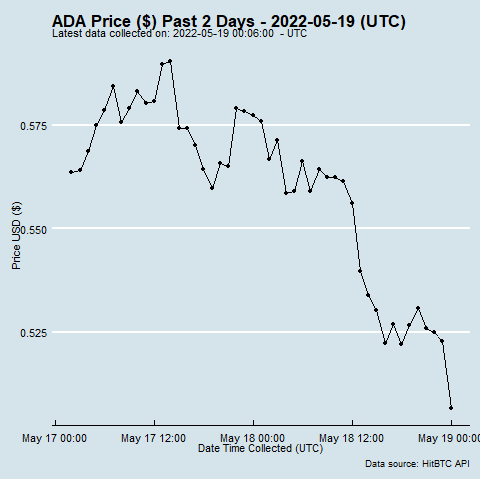 ADA Price ($) Past 2 Days - 2022-05-19 (UTC)
Latest data collected on: 2022-05-19 00:06:00 - UTC
0.575
0.550
0.525
Price USD ($)
May 17 00:00 May 17 12:00 May 18 00:00 May 18 12:00 May 19 00:0
Date Time Collected (UTC)
Data source: HitBTC API